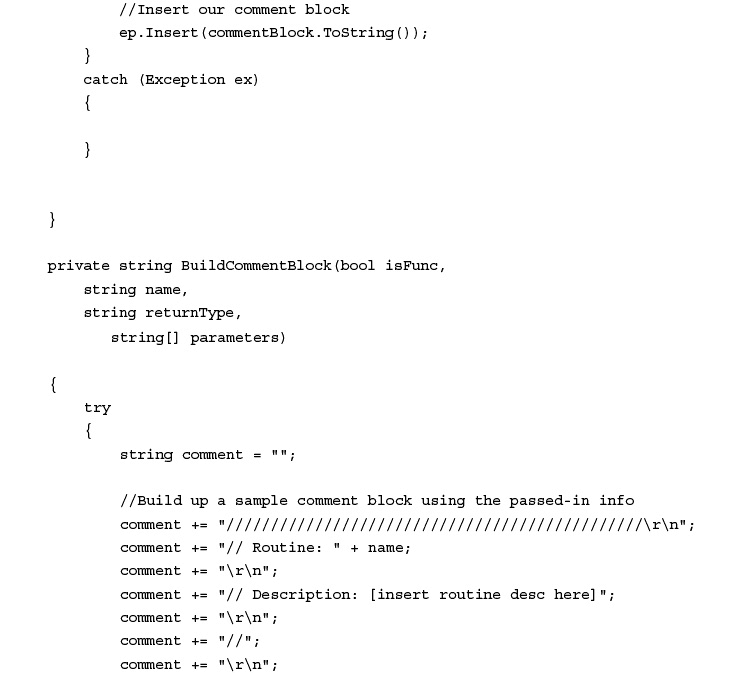 //Insert our comment block
ep.Insert(commentBlock.ToString());
}
catch (Exception ex)
{
}
}
private string BuildCommentBlock(bool isFunc,
string name,
string returnType,
string[] parameters)
{
try
{
string comment = "";
//Build up a sample comment block using the passed-in info
comment += "///////////////////////////////////////////////\r\n";
comment += "// Routine: " + name;
comment += "\r\n";
comment += "// Description: [insert routine desc here]";
comment += "\r\n";
comment += "//";
comment += "\r\n";